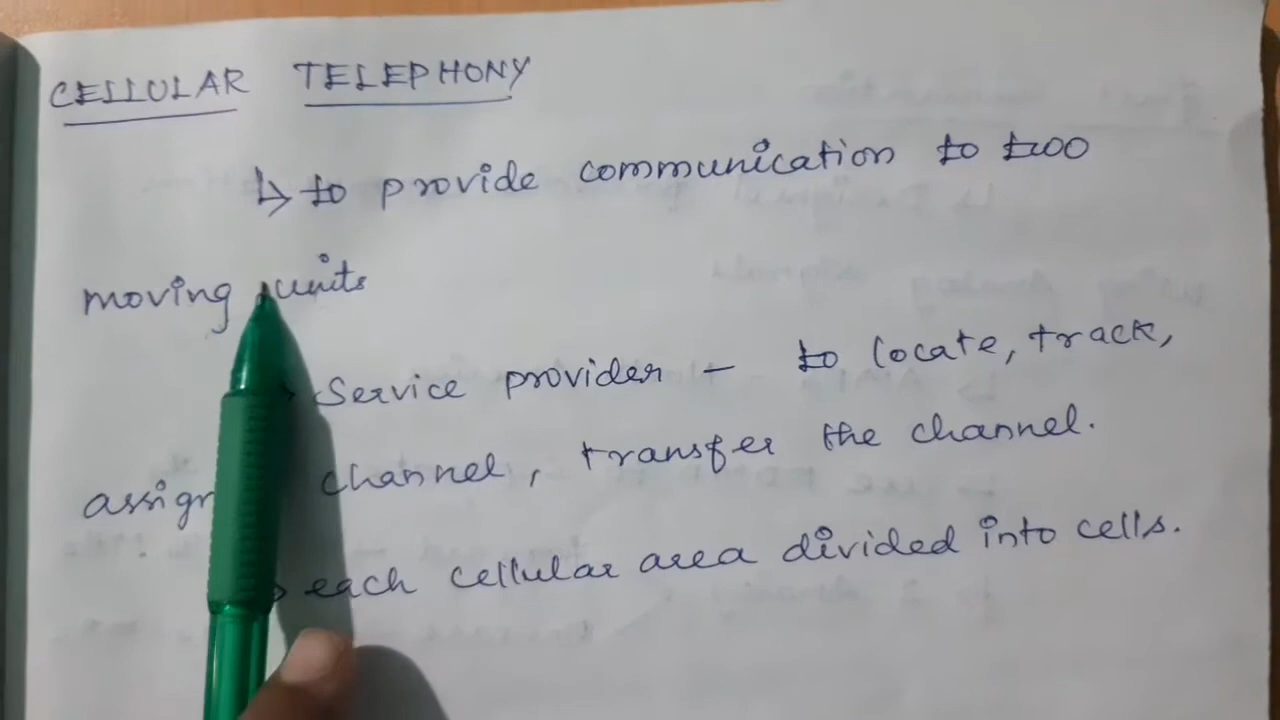 CELLULAR TELEPHONY
↳ to provide communication to two
moving units
Service provider - to locate, track,
assign channel, transfer the channel.
each cellular area divided into cells.